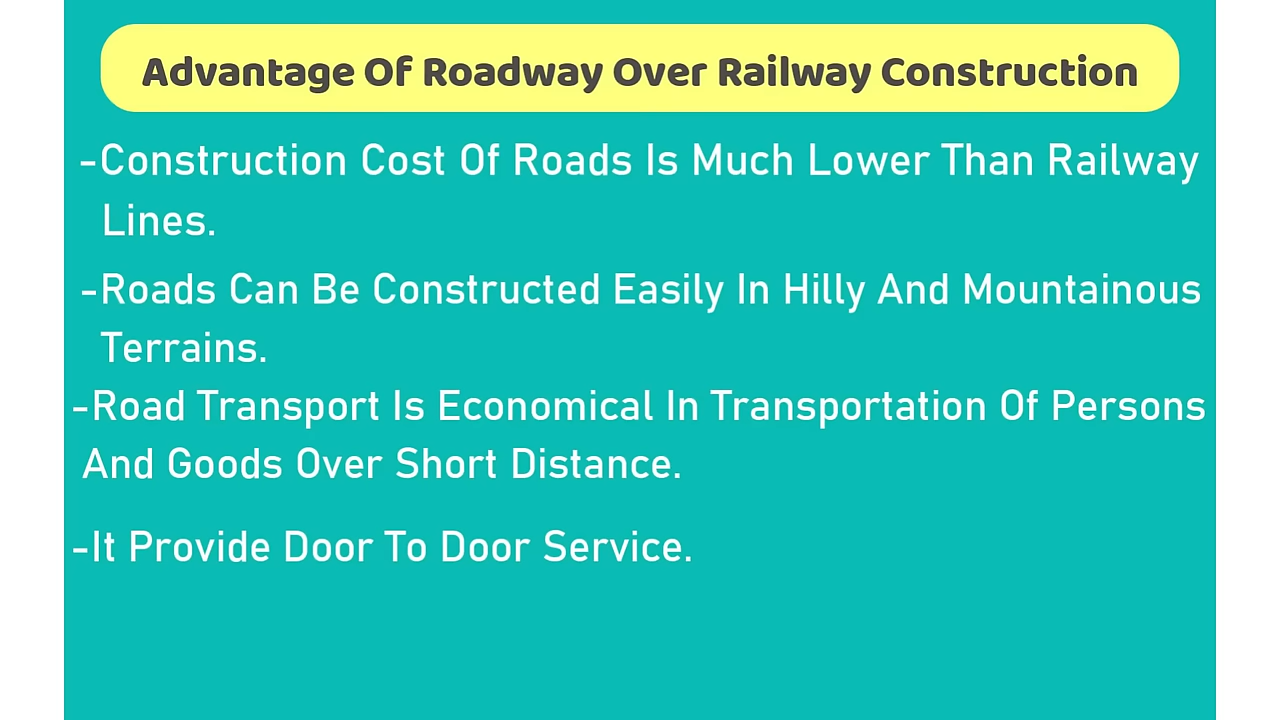 Advantage Of Roadway Over Railway Construction
-Construction Cost Of Roads Is Much Lower Than Railway
Lines.
-Roads Can Be Constructed Easily In Hilly And Mountainous
Terrains.
-Road Transport Is Economical In Transportation Of Persons
And Goods Over Short Distance.
-It Provide Door To Door Service.